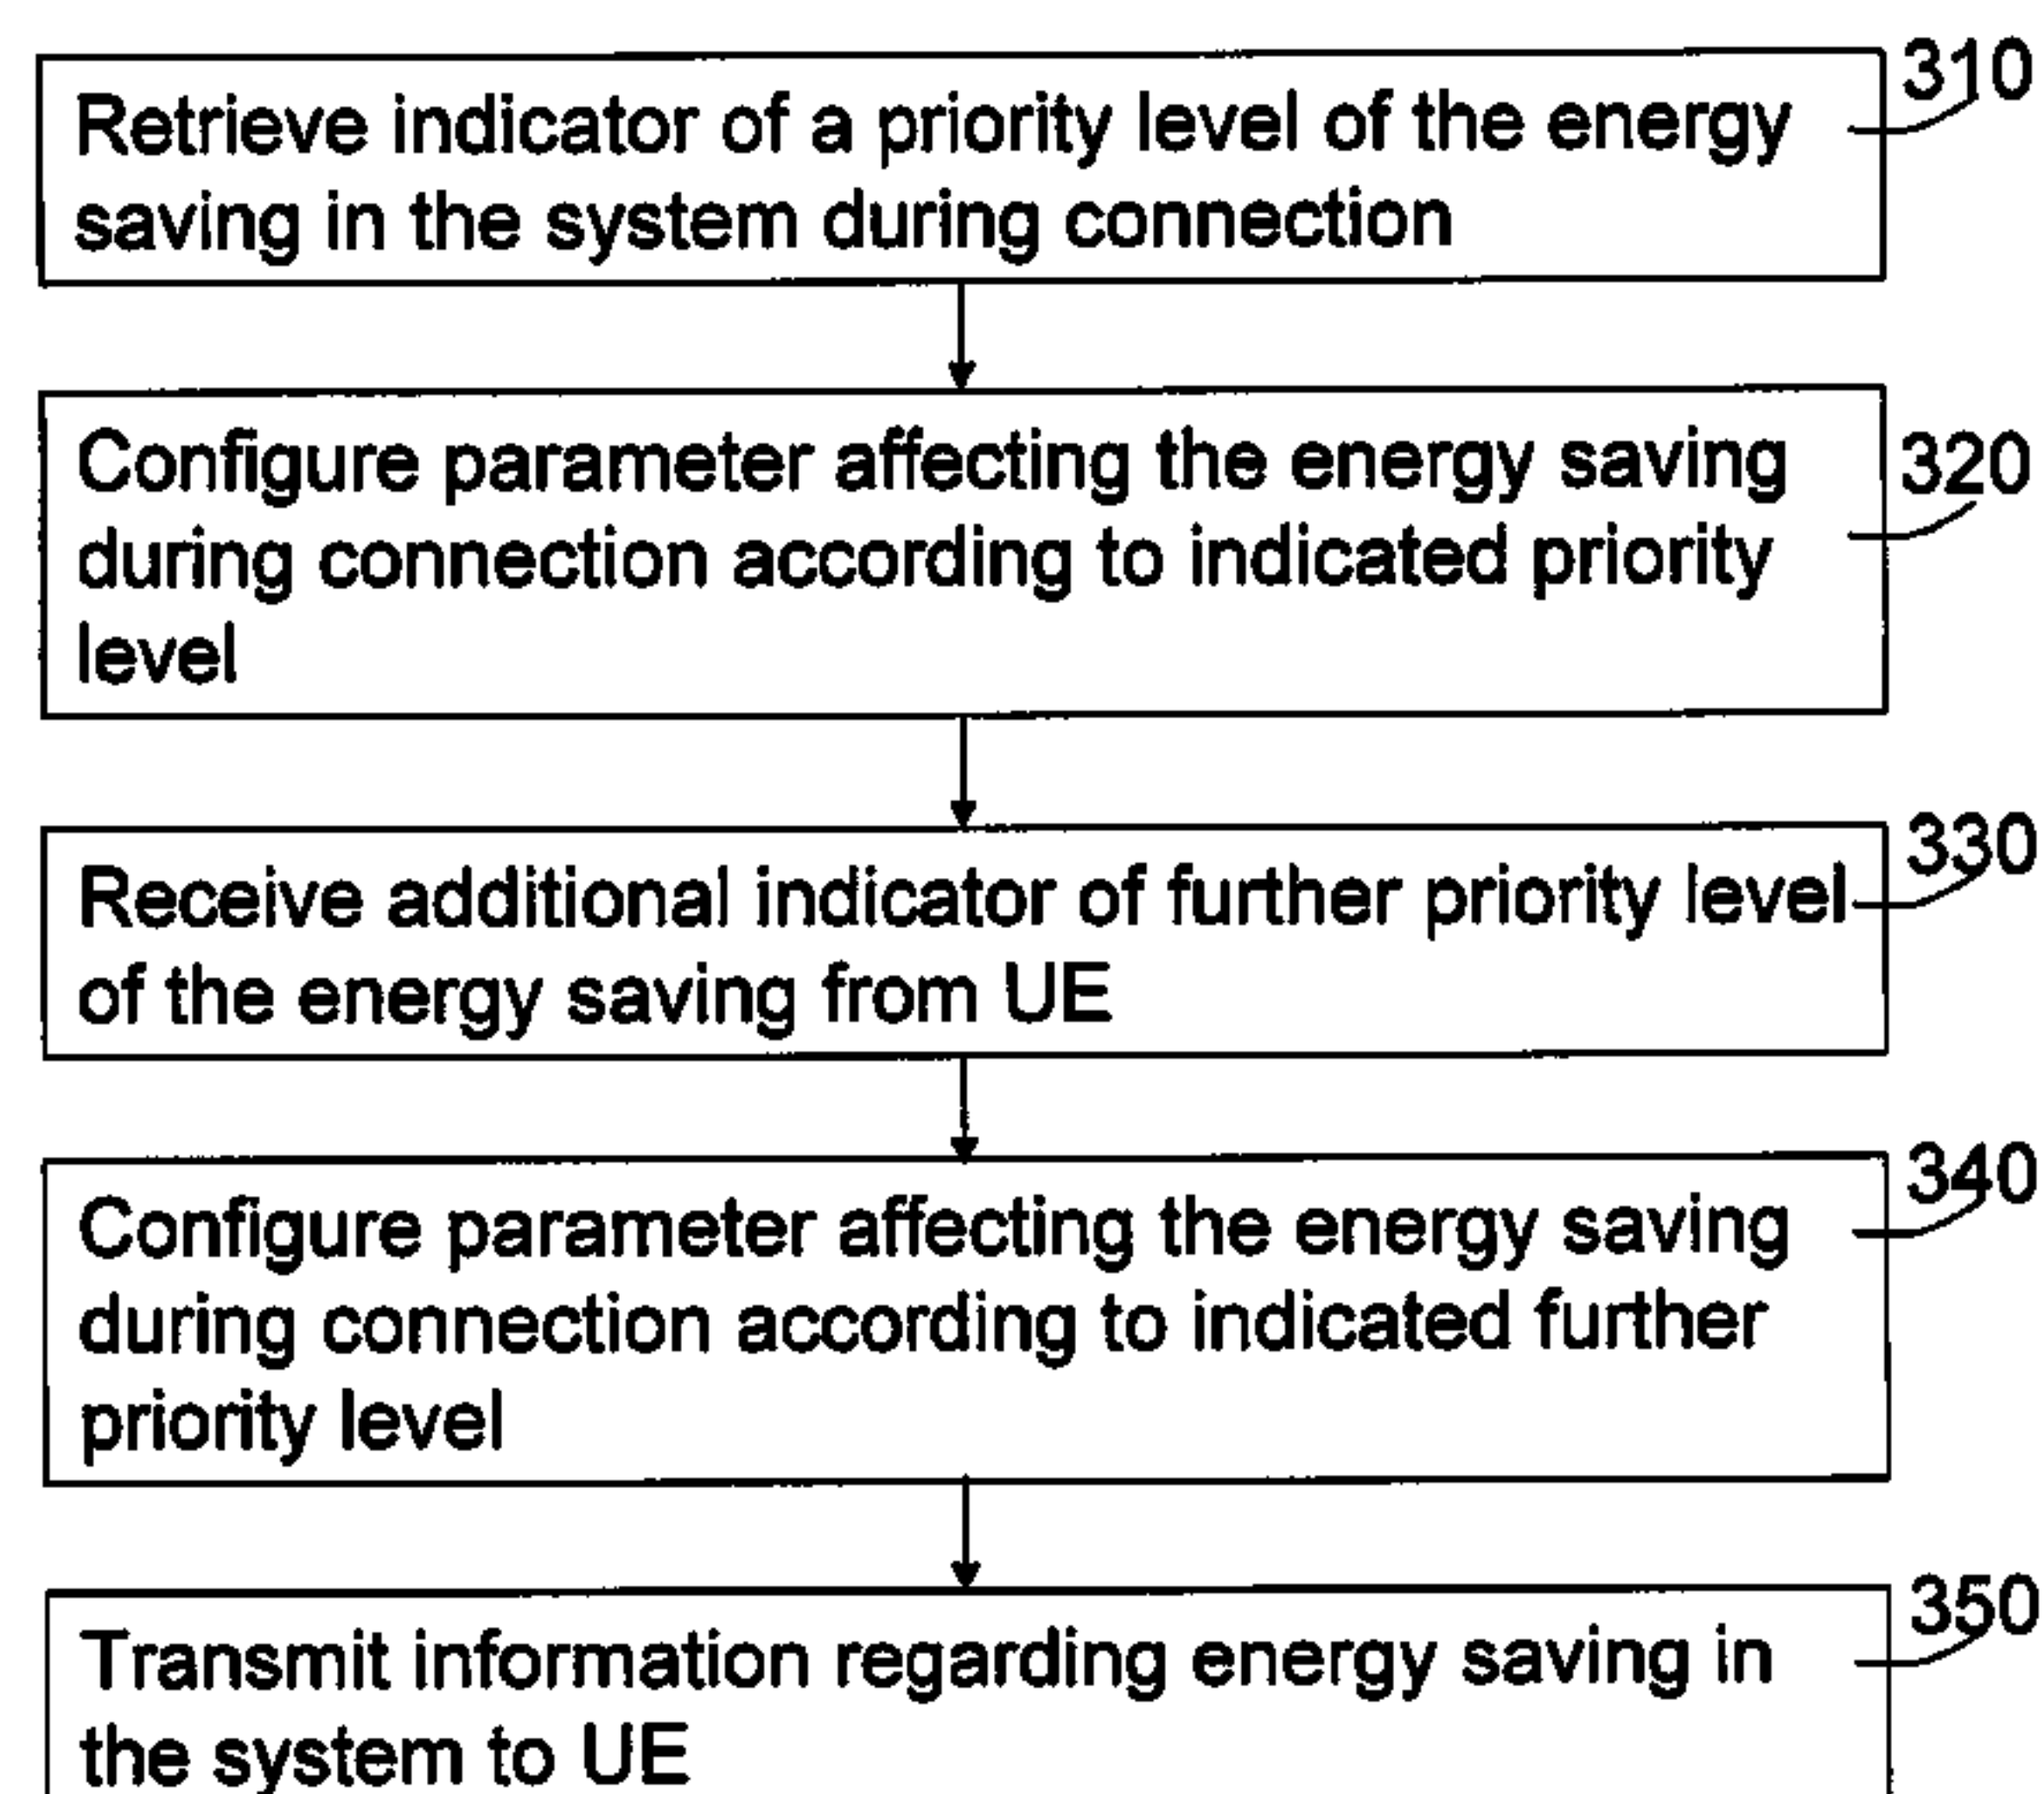 310
Retrieve indicator of a priority level of the energy
saving in the system during connection
320
Configure parameter affecting the energy saving
during connection according to indicated priority
level
330
Receive additional indicator of further priority level
of the energy saving from UE
340
Configure parameter affecting the energy saving
during connection according to indicated further
priority level
350
Transmit information regarding energy saving in
the system to UE